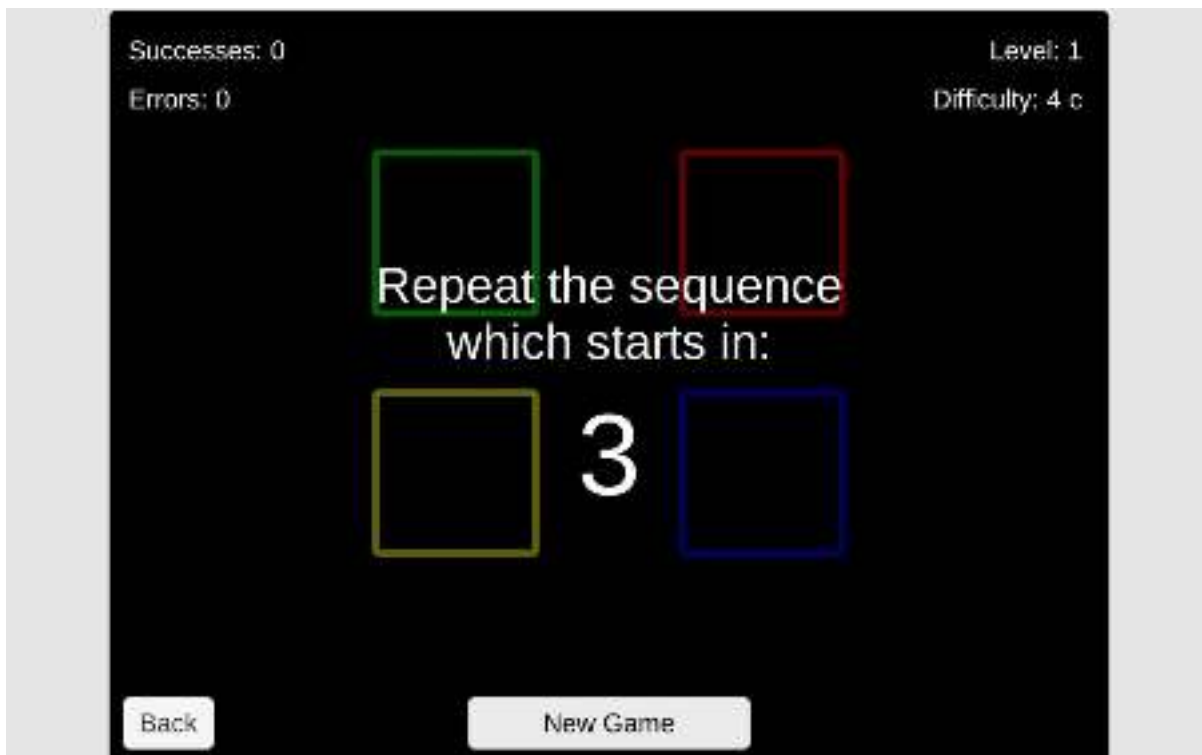 Successes: 0
Level: 1
Errors: 0
Difficulty: 4 c
Repeat the sequence
which starts in:
3
Back
New Game